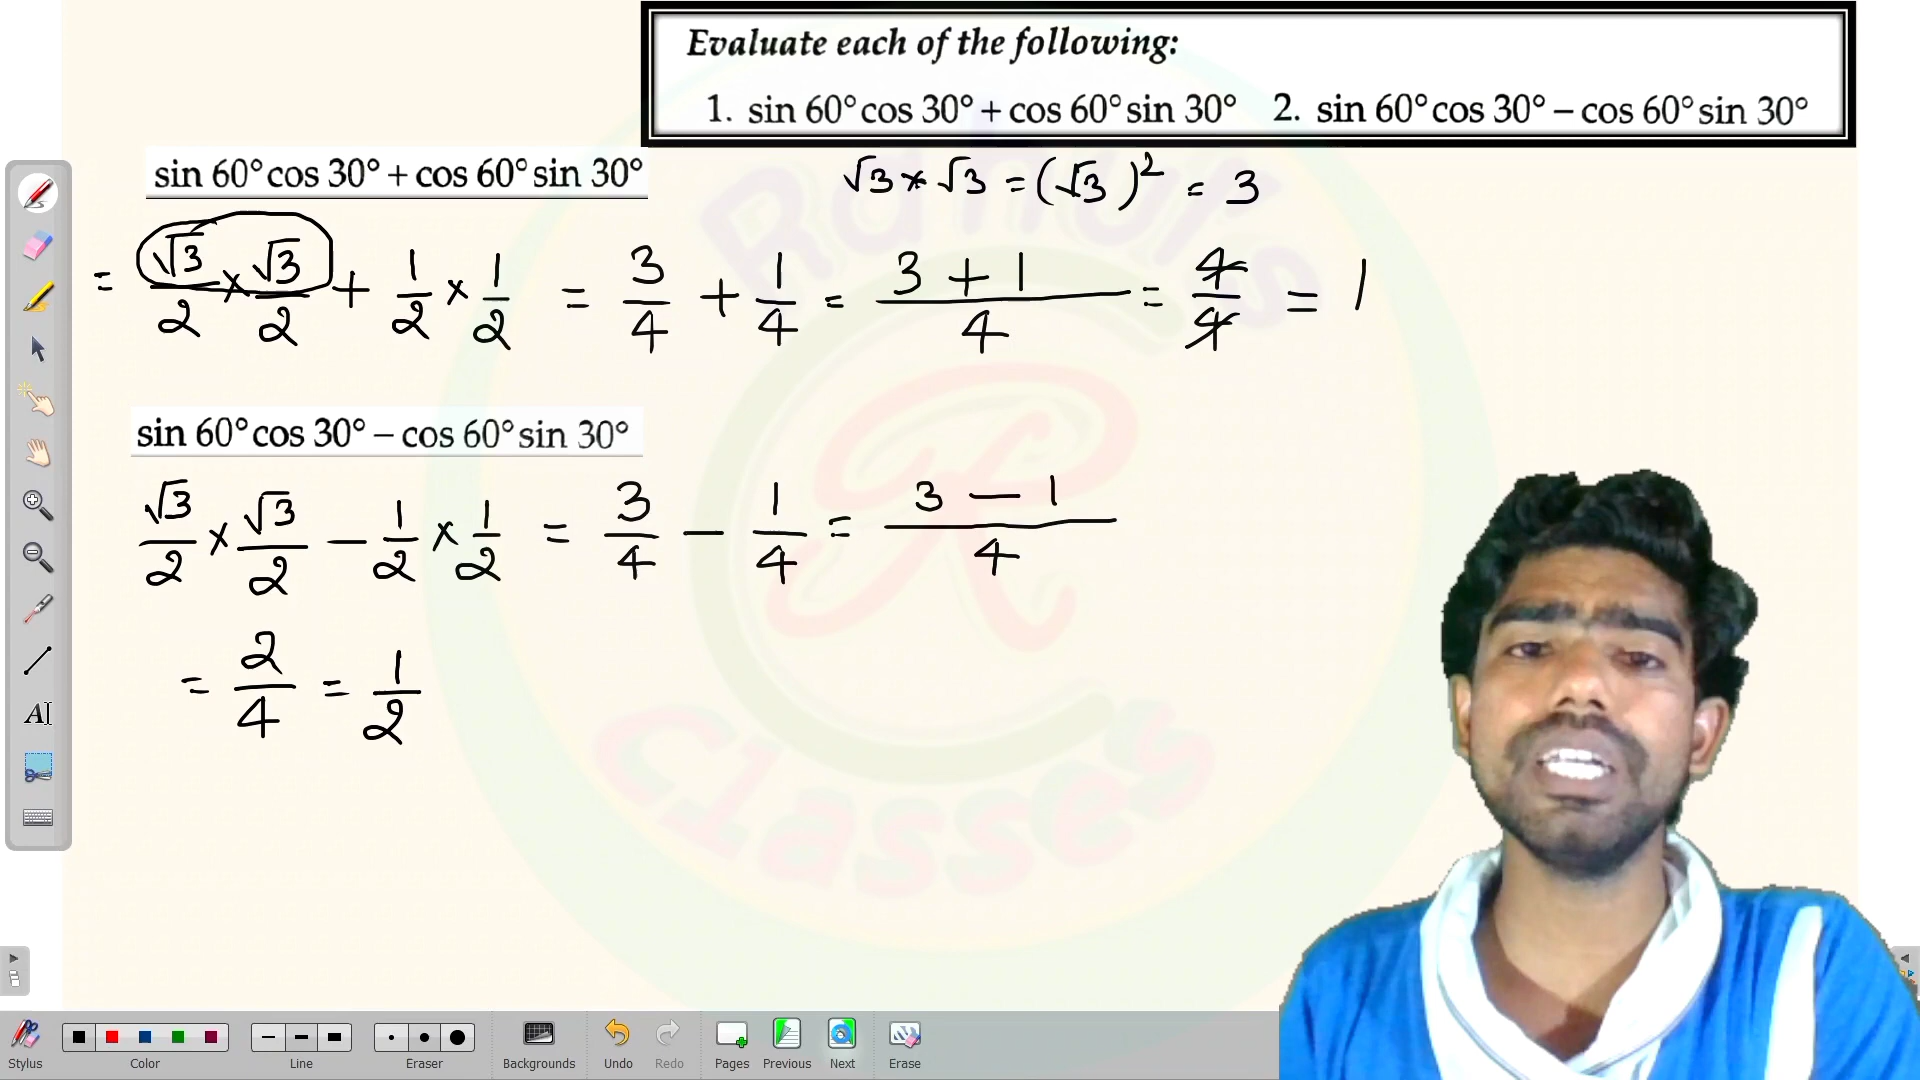 Evaluate each of the following:
1. sin 60° cos 30° + cos 60° sin 30°  2. sin 60° cos 30° – cos 60° sin 30°
sin 60° cos 30° + cos 60° sin 30°
√3 × √3 = (√3)² = 3
= √3/2 × √3/2 + 1/2 × 1/2 = 3/4 + 1/4 = 3 + 1/4 = 4/4 = 1
sin 60° cos 30° – cos 60° sin 30°
√3/2 × √3/2 – 1/2 × 1/2 = 3/4 – 1/4 = 3 – 1/4
= 2/4 = 1/2
Rahul's
R
Classes
AI
Stylus Color Line Eraser Backgrounds Undo Redo Pages Previous Next Erase